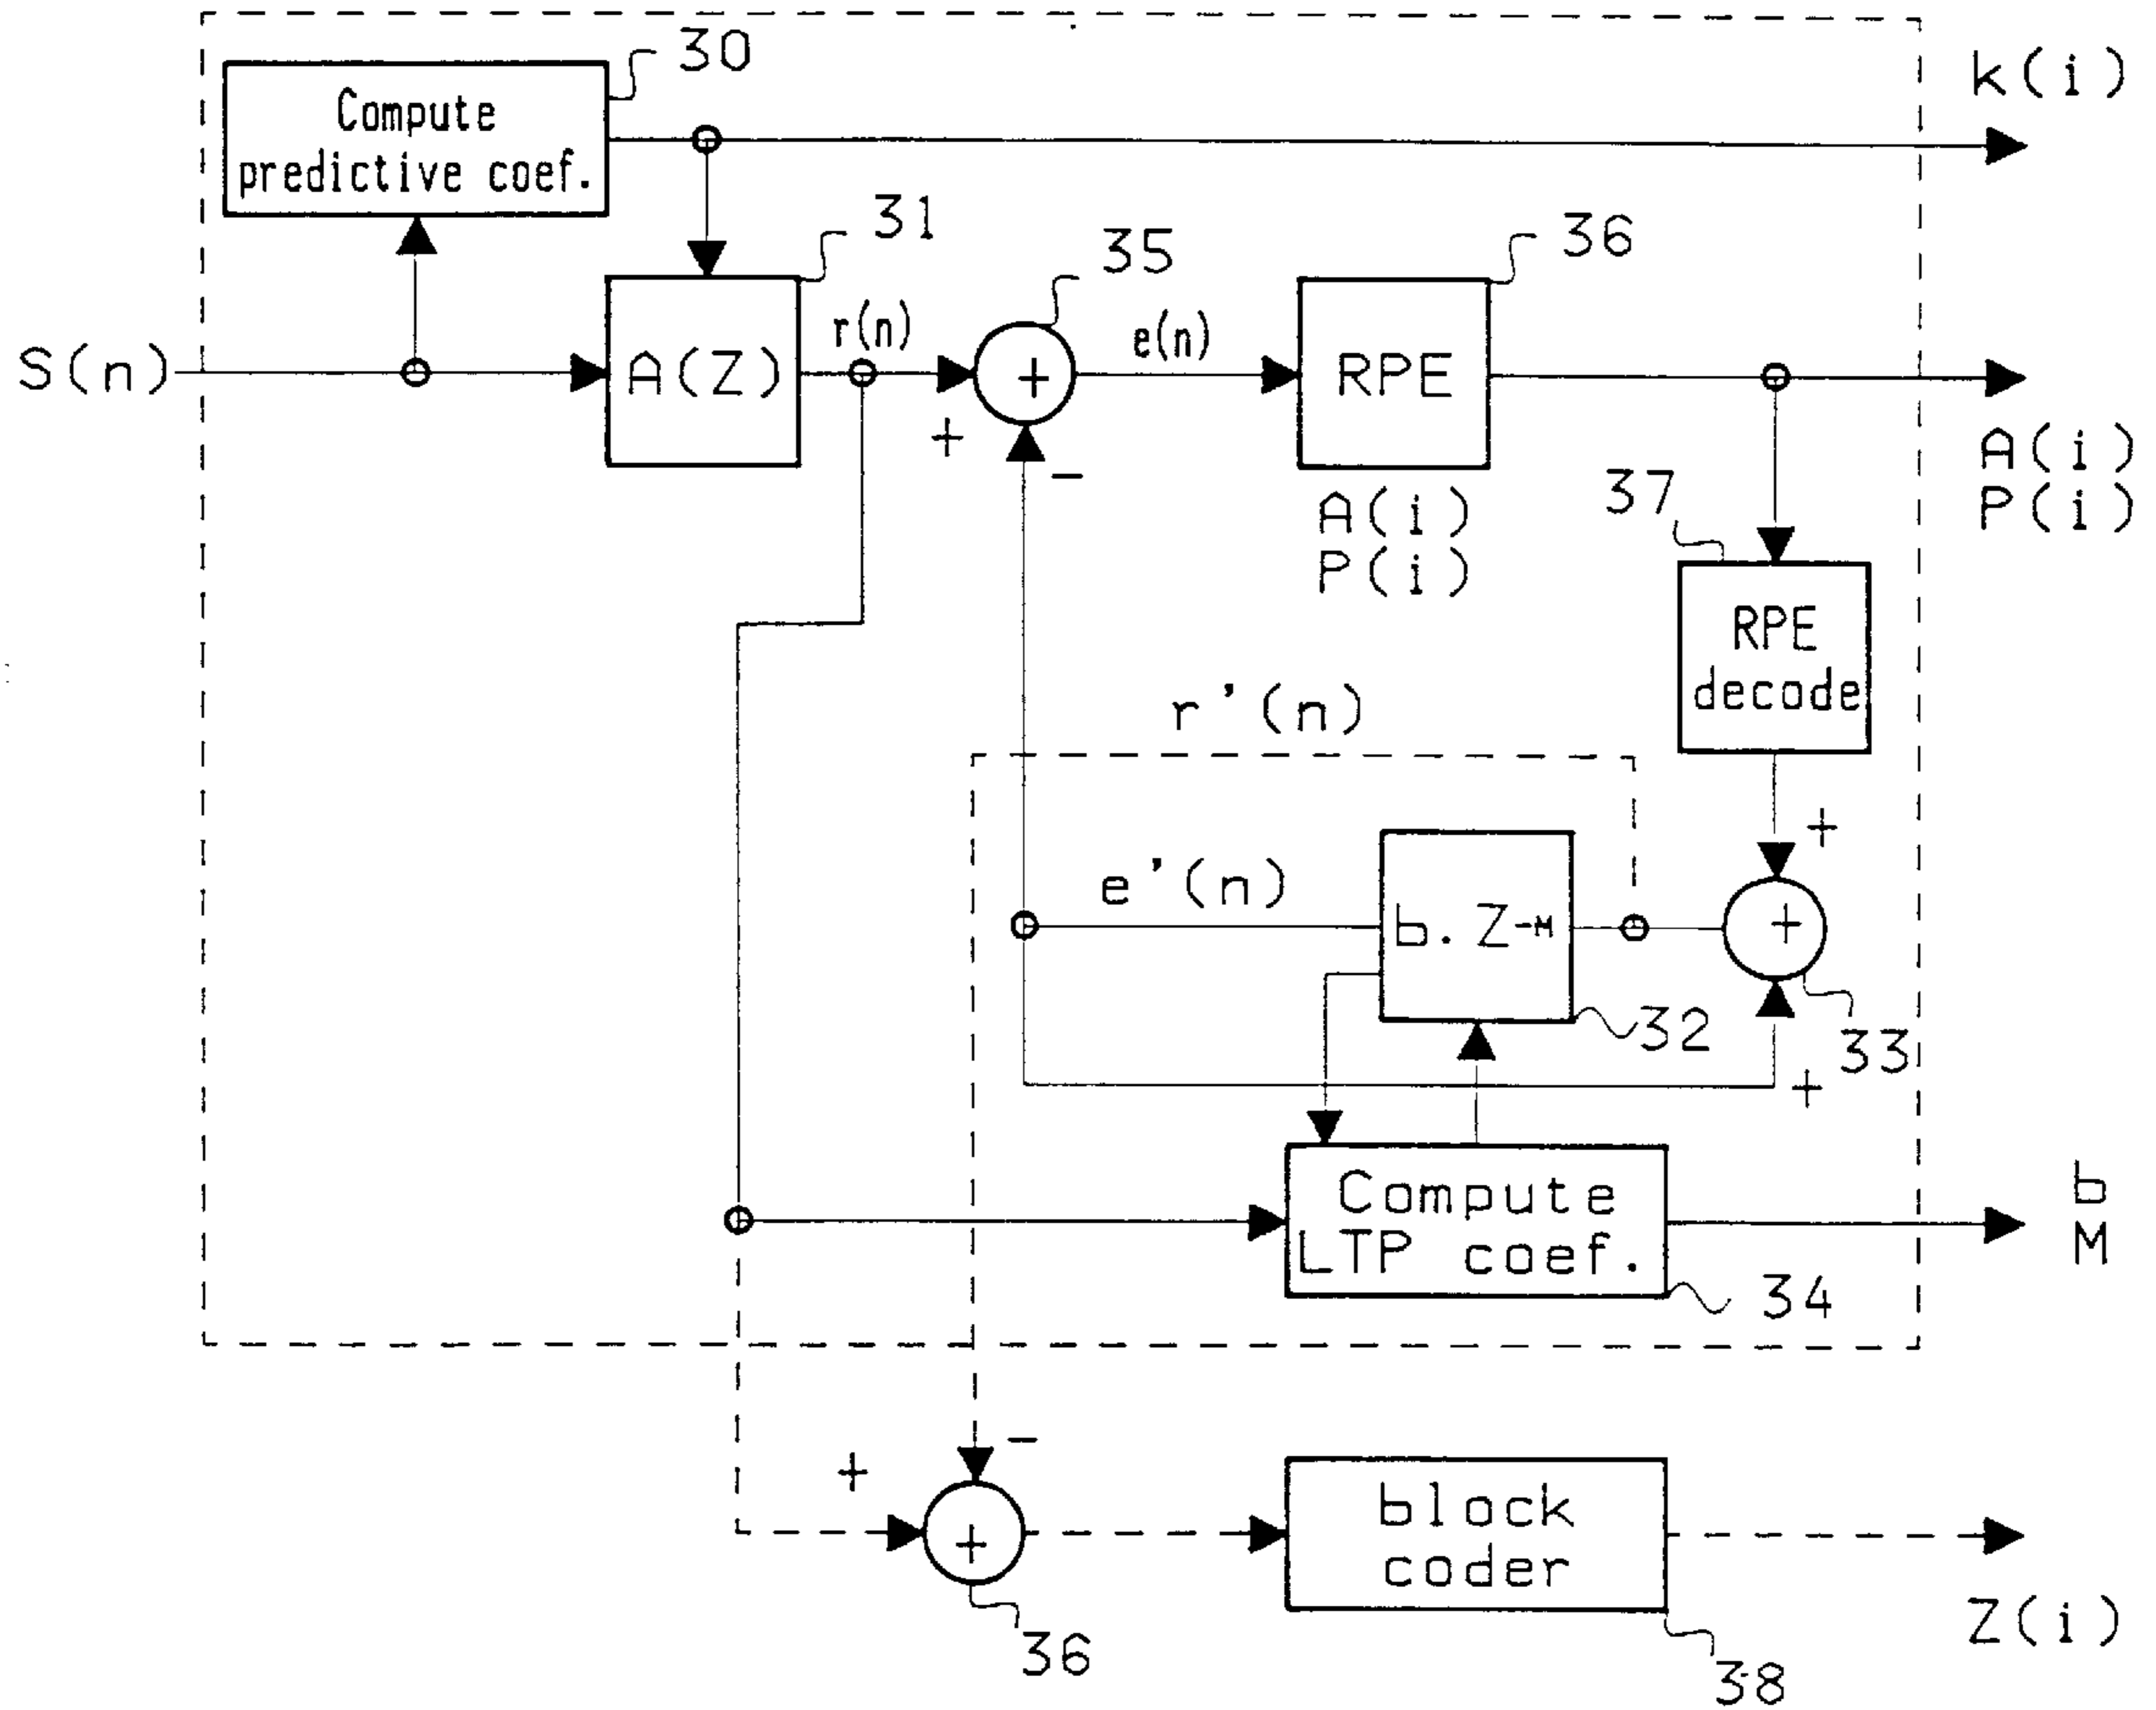 30
k(i)
Compute
predictive coef.
31
35
36
S(n)
A(Z)
r(n)
+
e(n)
RPE
+
-
A(i)
P(i)
A(i)
P(i)
37
RPE
decode
r'(n)
+
e'(n)
b. Z-M
+
32
33
+
b
M
Compute
LTP coef.
34
-
+
+
block
coder
Z(i)
36
38